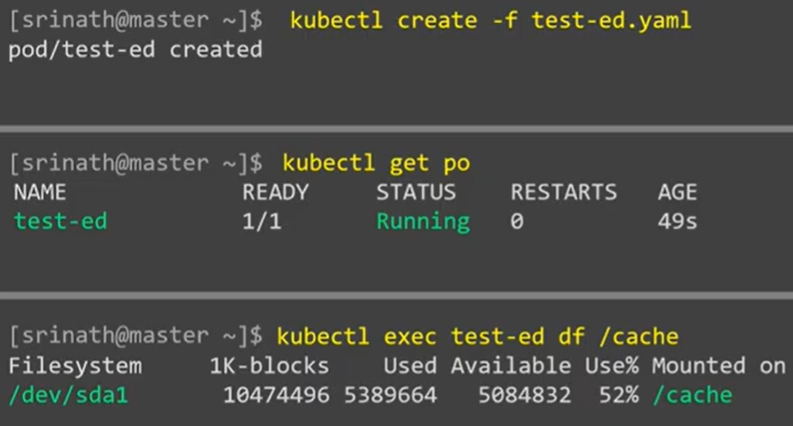 [srinath@master ~]$ kubectl create -f test-ed.yaml
pod/test-ed created
[srinath@master ~]$ kubectl get po
NAME READY STATUS RESTARTS AGE
test-ed 1/1 Running 0 49s
[srinath@master ~]$ kubectl exec test-ed df /cache
Filesystem 1K-blocks Used Available Use% Mounted on
/dev/sda1 10474496 5389664 5084832 52% /cache